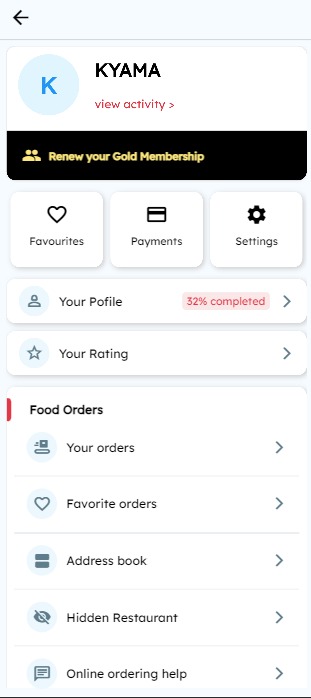 K
KYAMA
view activity >
Renew your Gold Membership
Favourites
Payments
Settings
Your Pofile
32% completed
Your Rating
Food Orders
Your orders
Favorite orders
Address book
Hidden Restaurant
Online ordering help